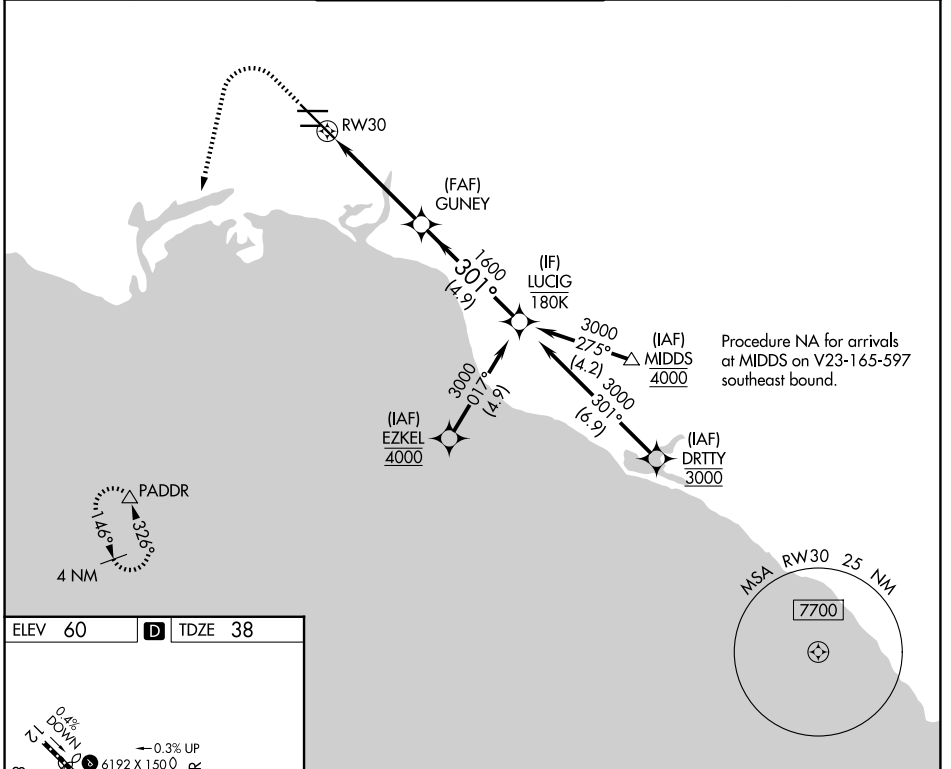 RW30
(FAF)
GUNEY
1600
301°
(4.9)
(IF)
LUCIG
180K
3000
275°
(4.2)
(IAF)
MIDDS
4000
Procedure NA for arrivals
at MIDDS on V23-165-597
southeast bound.
3000
017°
(4.9)
3000
301°
(6.9)
(IAF)
EZKEL
4000
(IAF)
DRTTY
3000
PADDR
146°
326°
4 NM
MSA RW30 25 NM
7700
ELEV 60 D TDZE 38
0.4%
DOWN
12
0.3% UP
6192 X 150